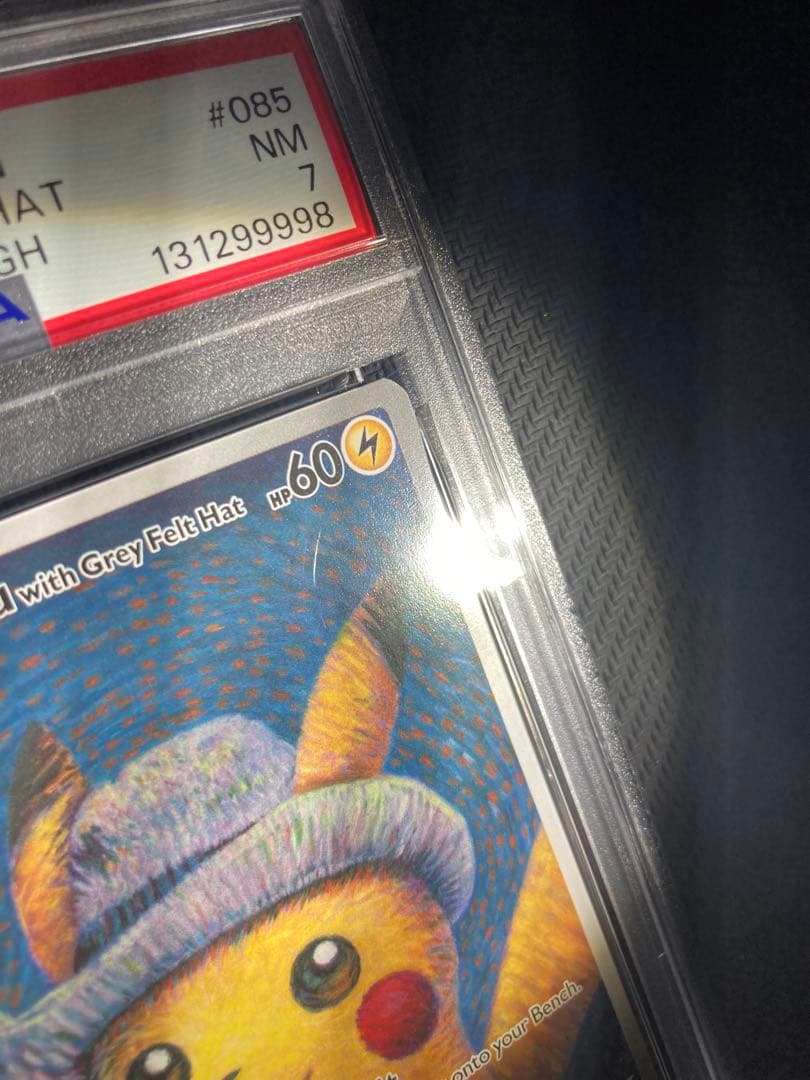 #085
HAT NM
GH 7
131299998
with Grey Felt Hat HP60
onto your Bench.